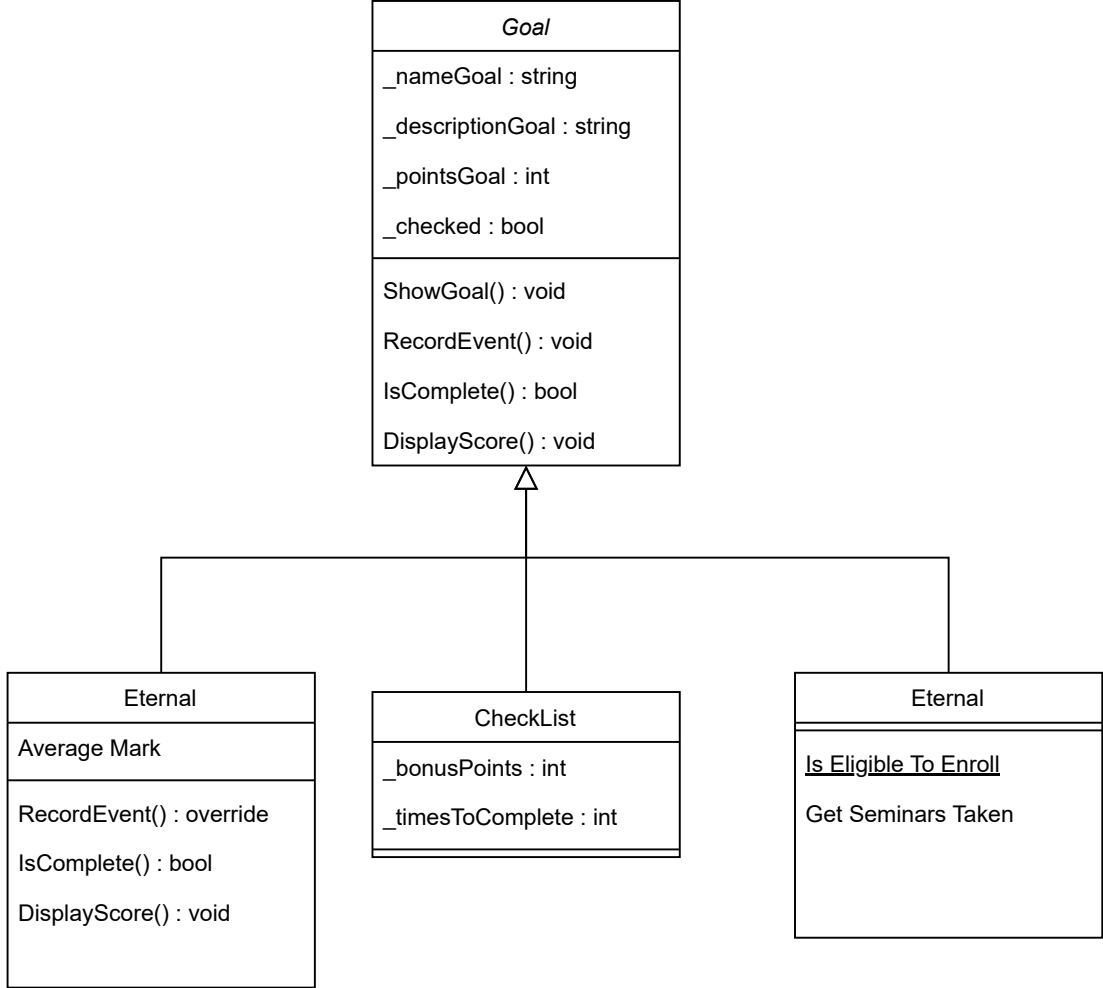 Goal
_nameGoal : string
_descriptionGoal : string
_pointsGoal : int
_checked : bool
ShowGoal() : void
RecordEvent() : void
IsComplete() : bool
DisplayScore() : void
Eternal
Average Mark
RecordEvent() : override
IsComplete() : bool
DisplayScore() : void
CheckList
_bonusPoints : int
_timesToComplete : int
Eternal
Is Eligible To Enroll
Get Seminars Taken